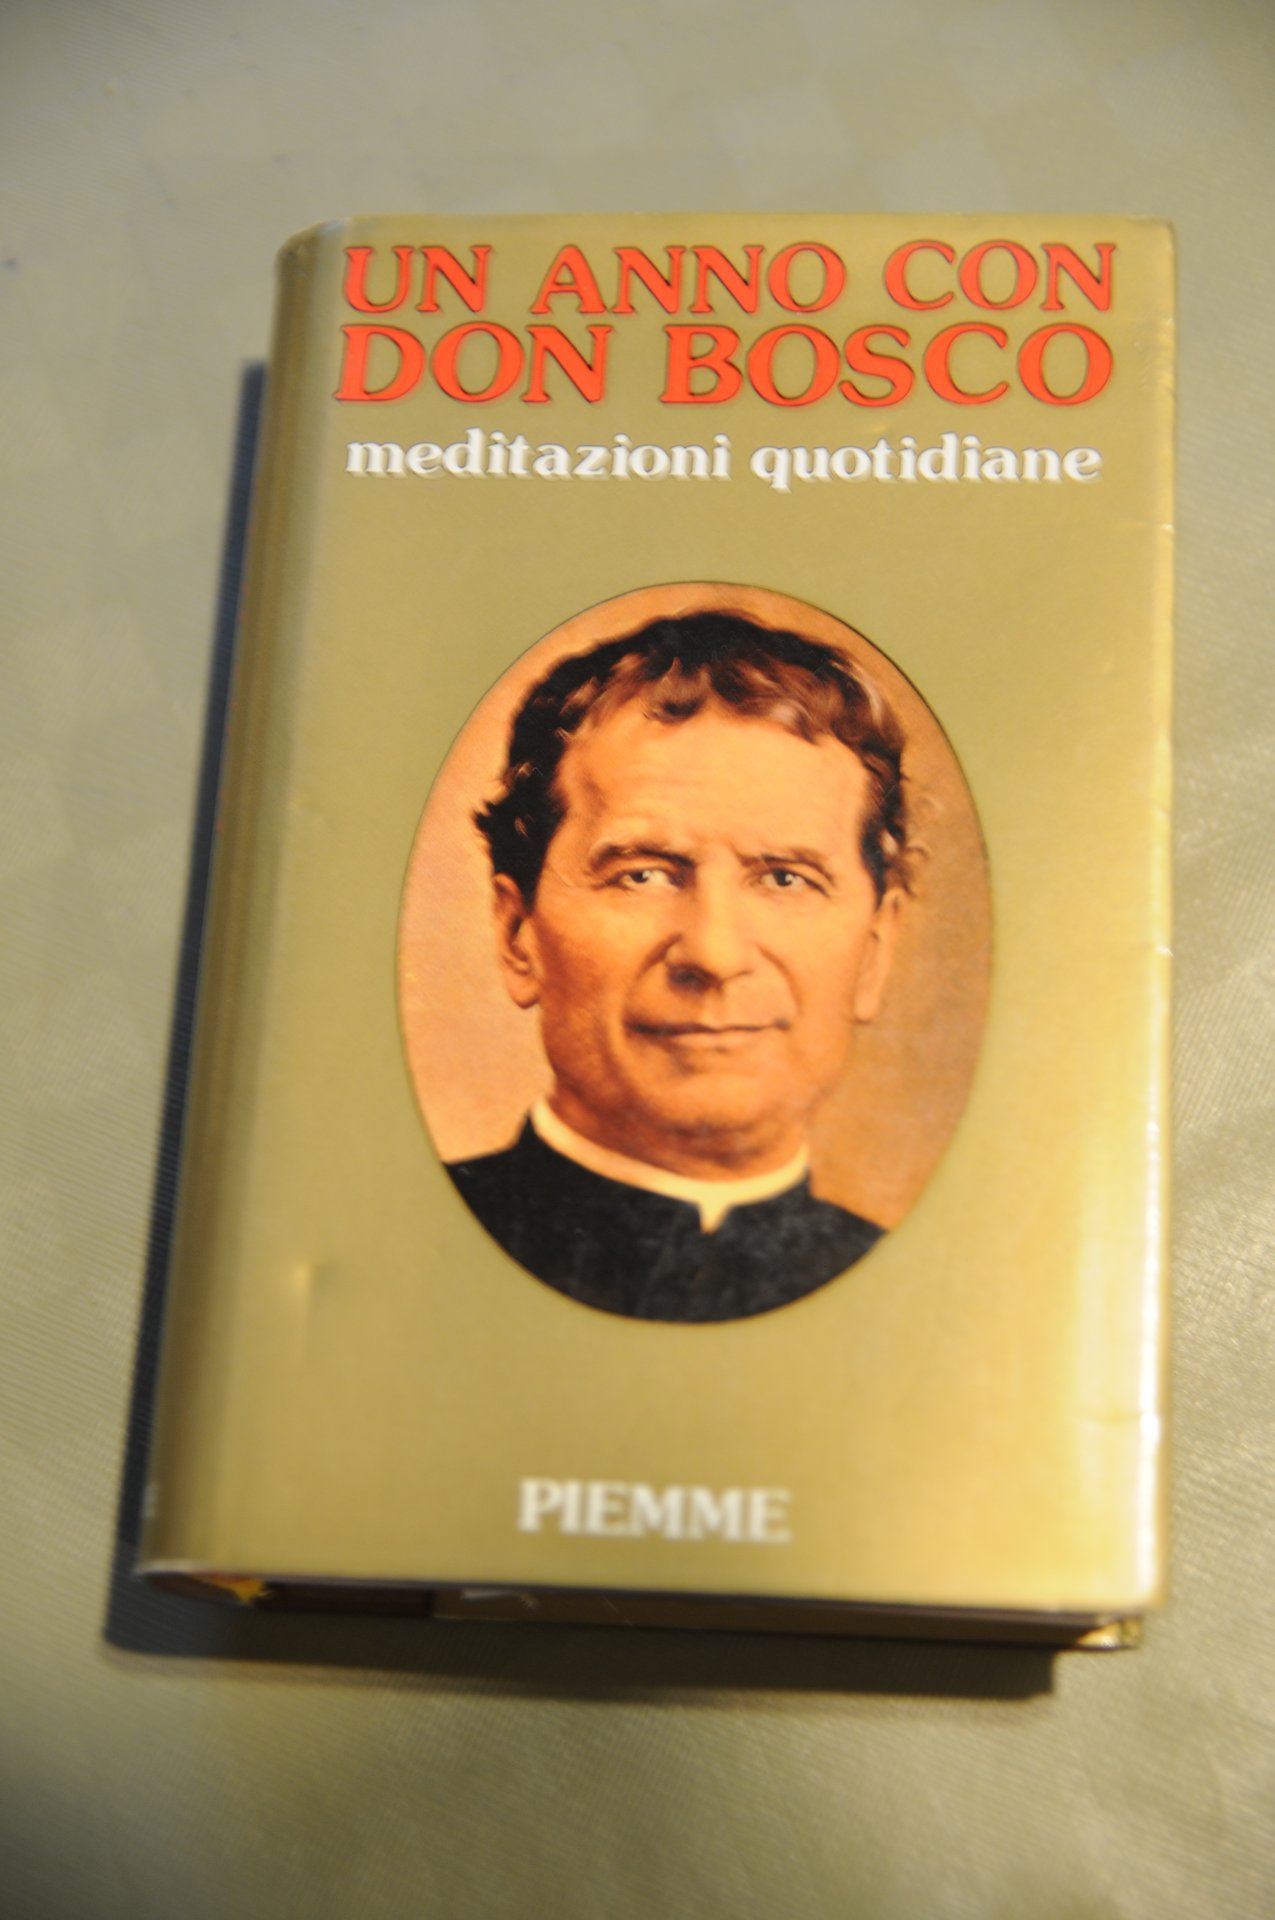 UN ANNO CON
DON BOSCO
meditazioni quotidiane
PIEMME